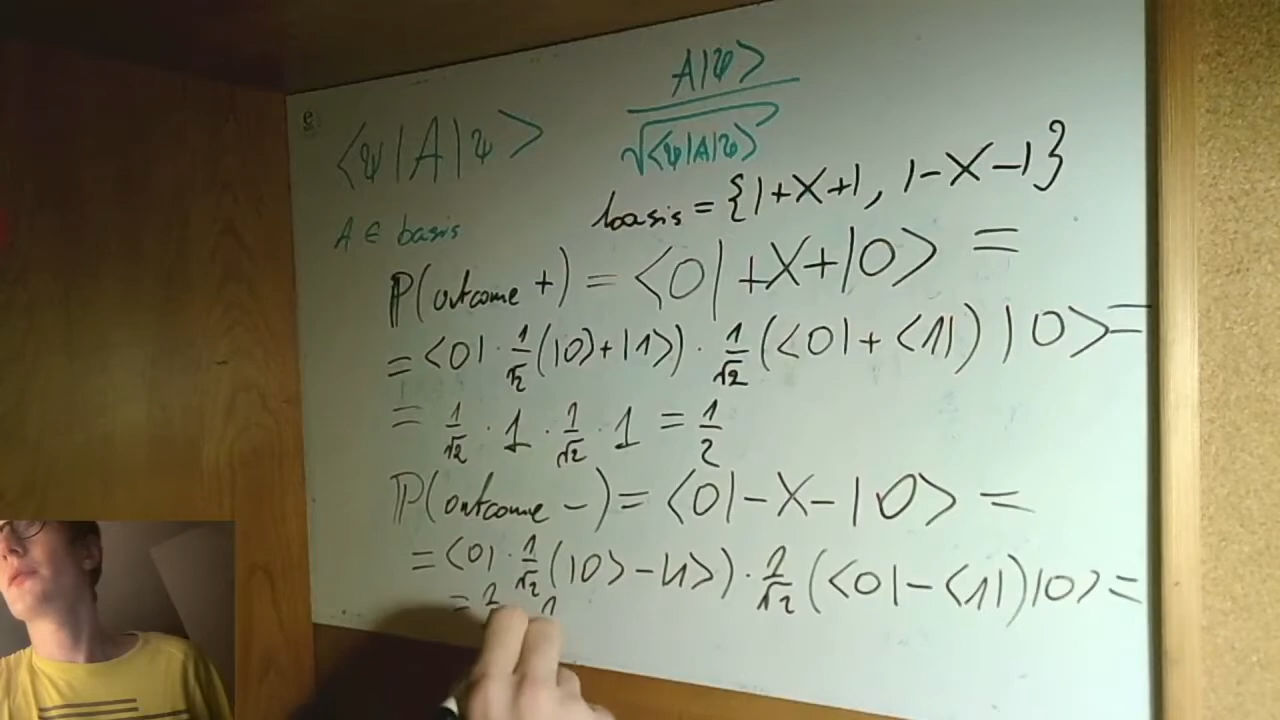 ⟨ψ|A|ψ⟩
A|ψ⟩ / √⟨ψ|A|ψ⟩
A ∈ basis
basis = {|+X+|, |-X-|}
P(outcome +) = ⟨0|+X+|0⟩ =
= ⟨0| · 1/√2 (|0⟩ + |1⟩) · 1/√2 (⟨0| + ⟨1|) |0⟩ =
= 1/√2 · 1 · 1/√2 · 1 = 1/2
P(outcome -) = ⟨0|-X-|0⟩ =
= ⟨0| · 1/√2 (|0⟩ - |1⟩) · 1/√2 (⟨0| - ⟨1|) |0⟩ =